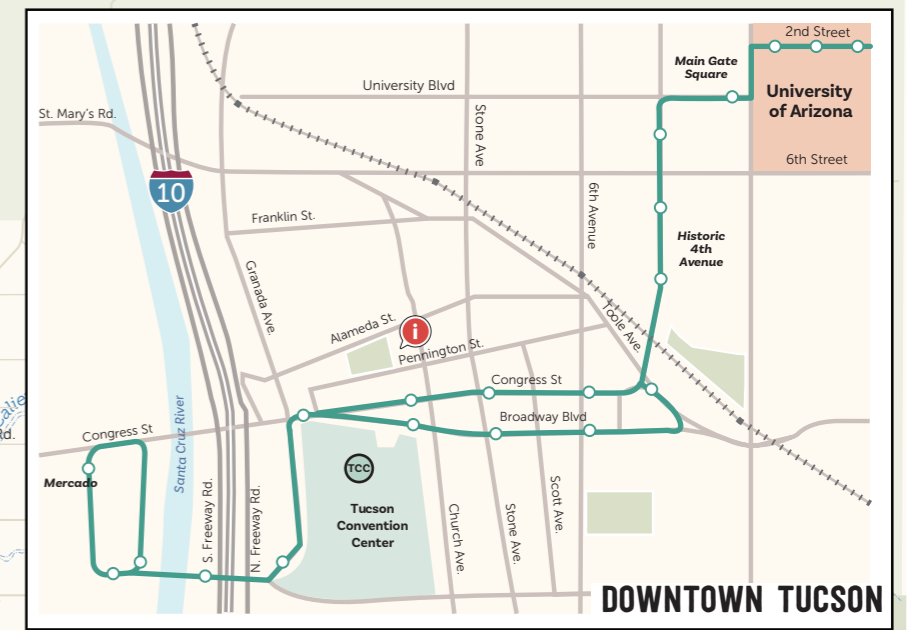 2nd Street
Main Gate
Square
University
of Arizona
University Blvd
St. Mary's Rd.
Stone Ave
6th Street
10
6th Avenue
Franklin St.
Historic
4th
Avenue
Granada Ave.
Alameda St.
i
Toole Ave.
Pennington St.
Congress St
Broadway Blvd
Congress St
Rd.
Santa Cruz River
Mercado
TCC
Tucson
Convention
Center
S. Freeway Rd.
N. Freeway Rd.
Church Ave.
Stone Ave.
Scott Ave.
DOWNTOWN TUCSON